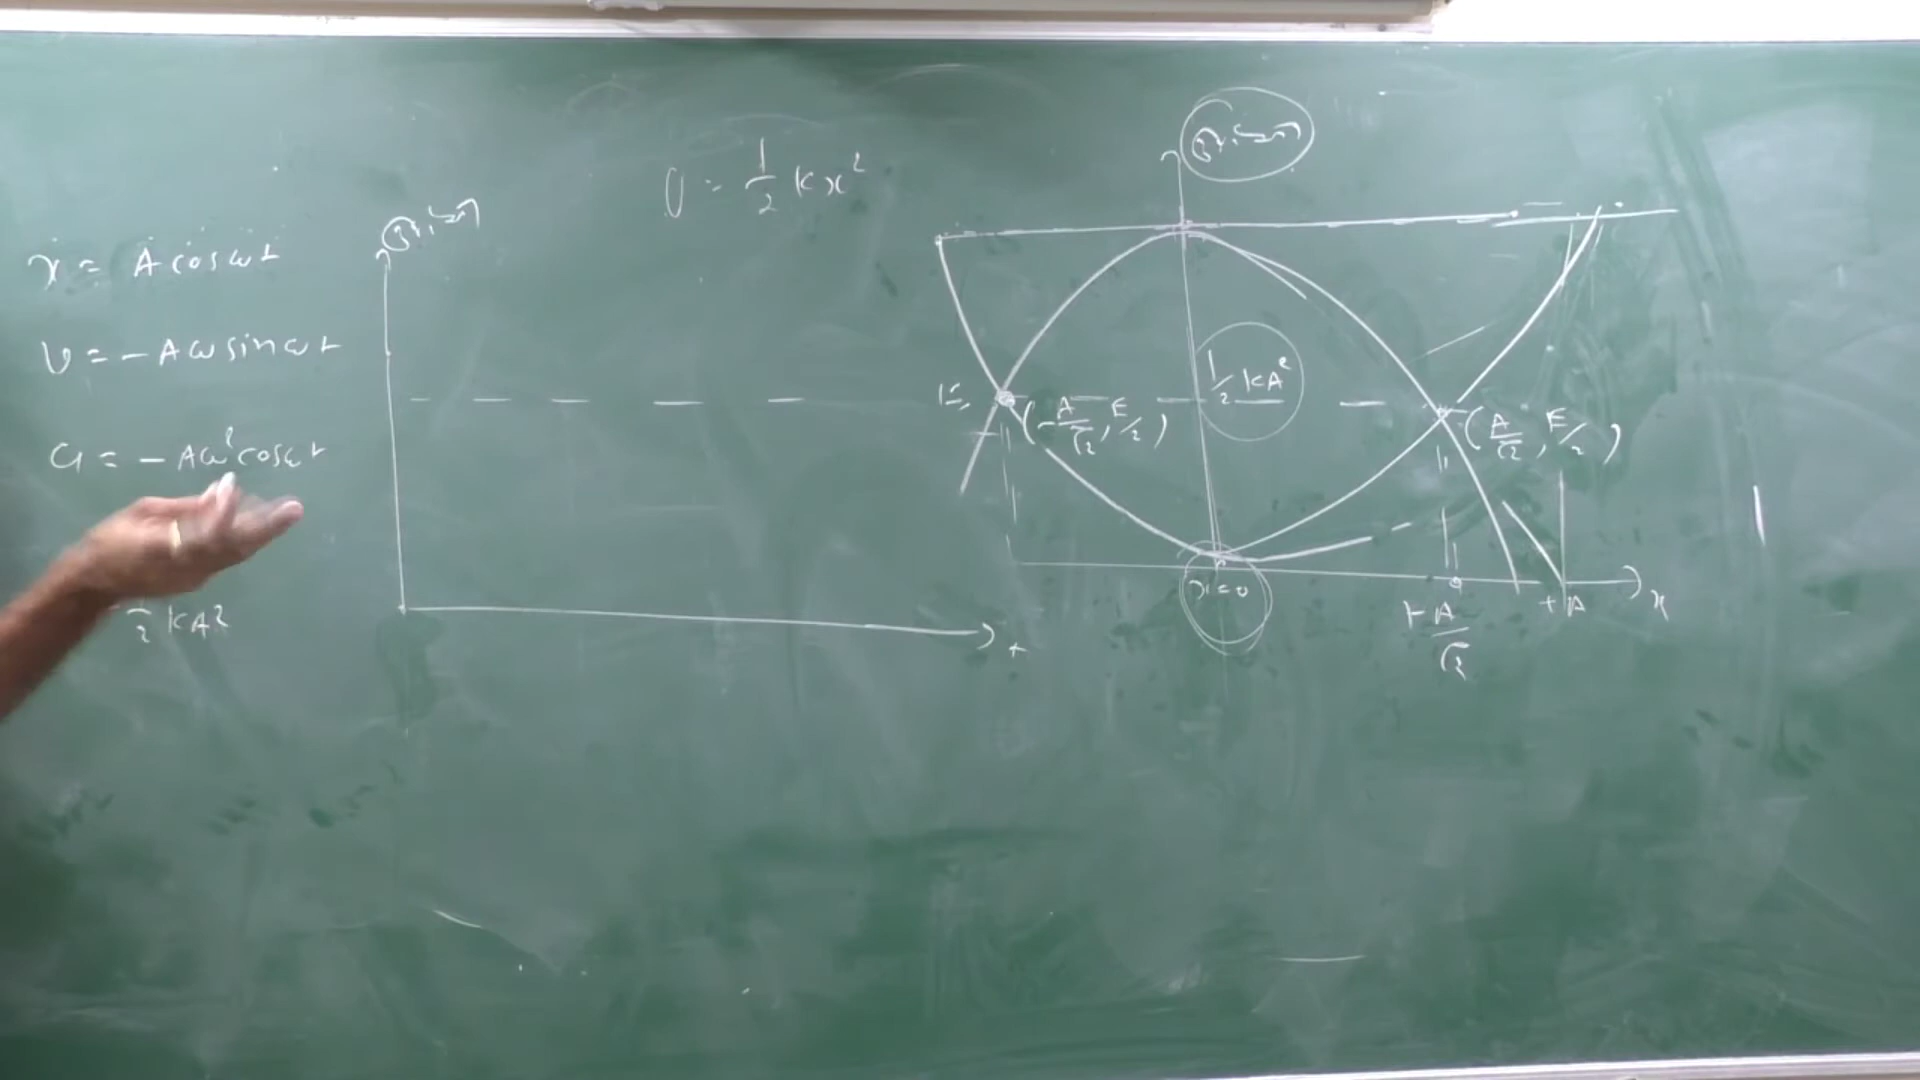 U = 1/2 kx²
x = A cos ωt
v = -Aω sin ωt
a = -Aω² cos ωt
1/2 kA²
t
1/2 kA²
(-A/√2, E/2)
(A/√2, E/2)
x=0
+A/√2
+A
x